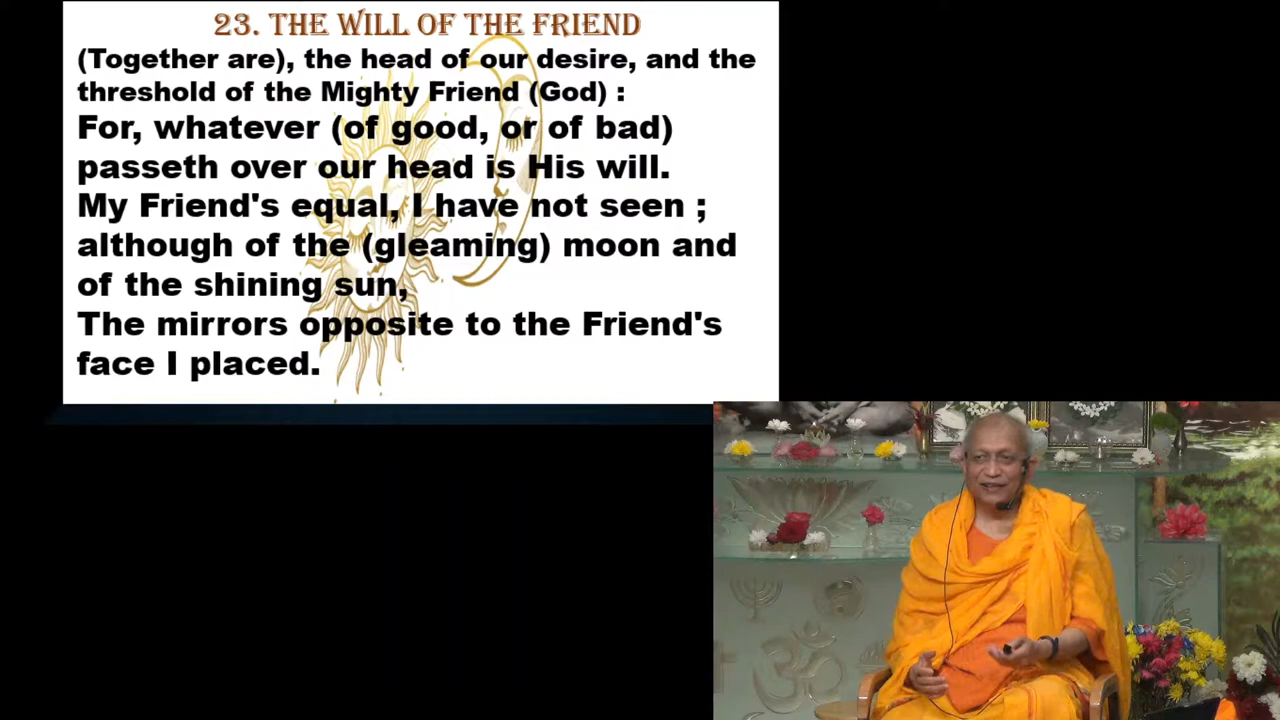 23. THE WILL OF THE FRIEND
(Together are), the head of our desire, and the
threshold of the Mighty Friend (God) :
For, whatever (of good, or of bad)
passeth over our head is His will.
My Friend's equal, I have not seen ;
although of the (gleaming) moon and
of the shining sun,
The mirrors opposite to the Friend's
face I placed.